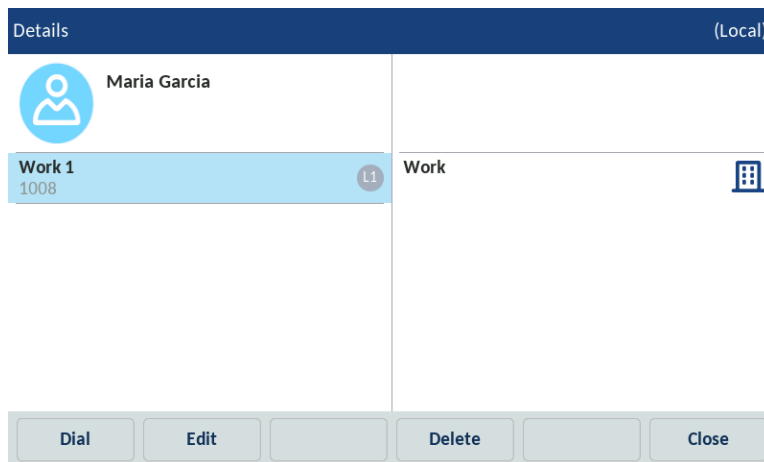 Details
(Local)
Maria Garcia
Work 1
1008
L1
Work
Dial
Edit
Delete
Close